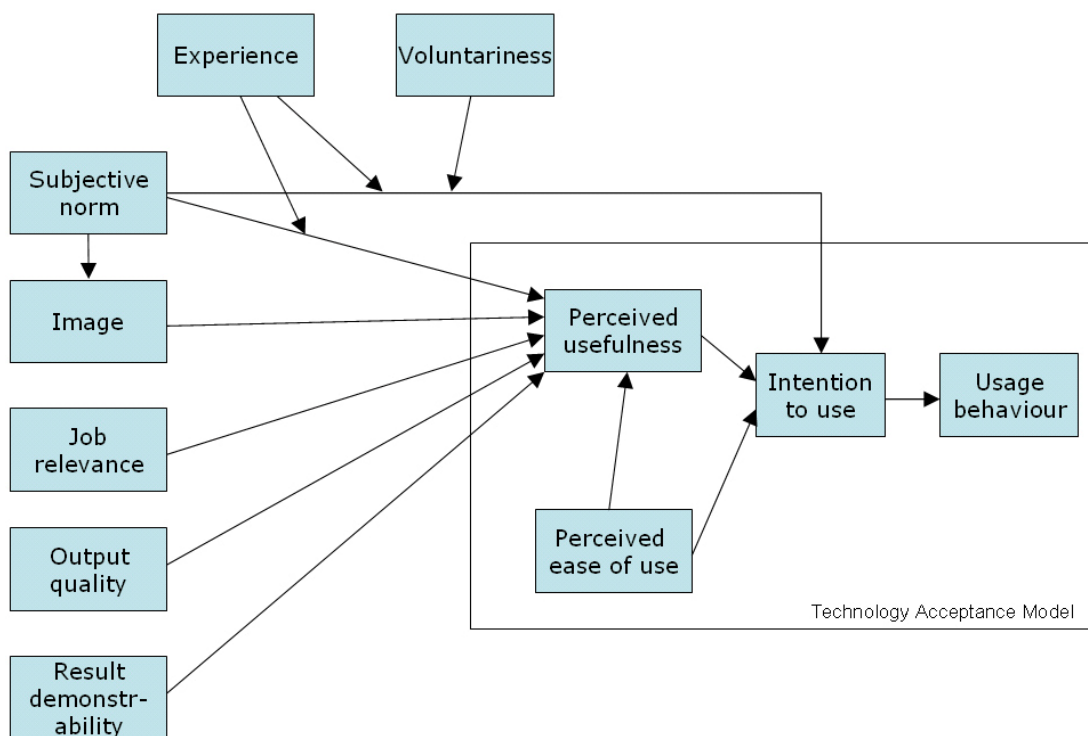 Experience
Voluntariness
Subjective
norm
Image
Perceived
usefulness
Intention
to use
Usage
behaviour
Job
relevance
Output
quality
Perceived
ease of use
Technology Acceptance Model
Result
demonstr-
ability